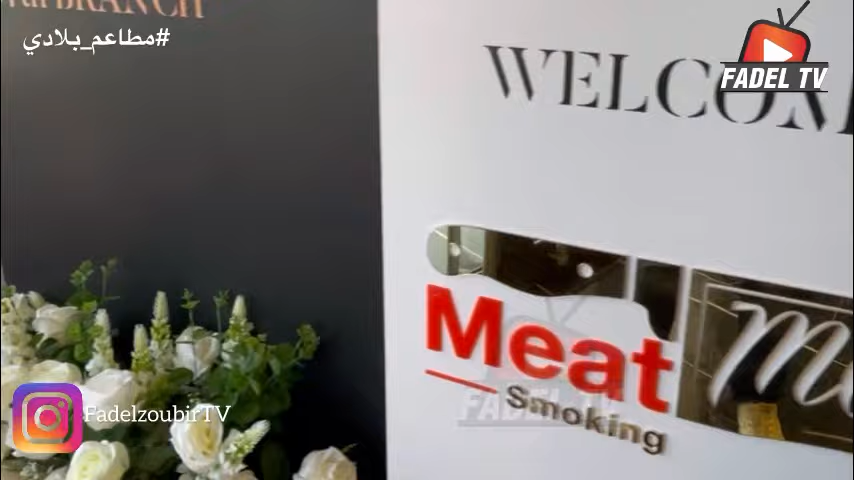 BRANCH
#مطاعم_بلادي
FADEL TV
WELCOM
Meat
Smoking
FADEL TV
FadelzoubirTV